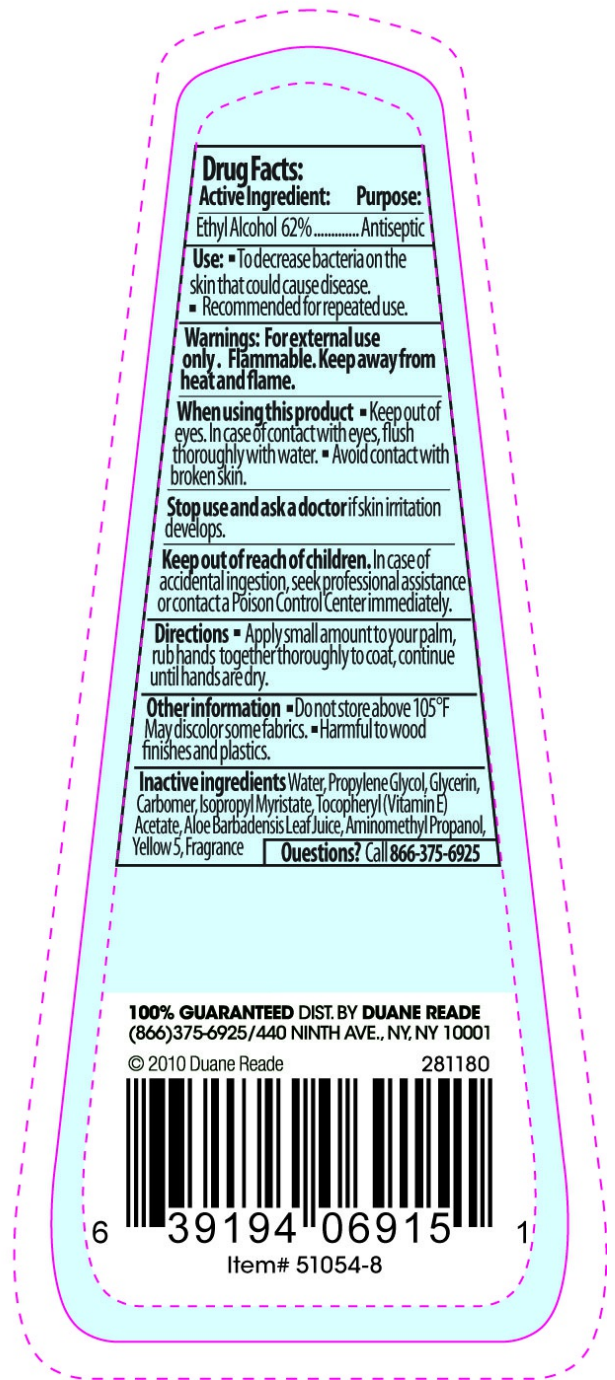 Drug Facts:
Active Ingredient: Purpose:
Ethyl Alcohol 62% ............. Antiseptic
Use: ▪ To decrease bacteria on the
skin that could cause disease.
▪ Recommended for repeated use.
Warnings: For external use
only . Flammable. Keep away from
heat and flame.
When using this product ▪ Keep out of
eyes. In case of contact with eyes, flush
thoroughly with water. ▪ Avoid contact with
broken skin.
Stop use and ask a doctor if skin irritation
develops.
Keep out of reach of children. In case of
accidental ingestion, seek professional assistance
or contact a Poison Control Center immediately.
Directions ▪ Apply small amount to your palm,
rub hands together thoroughly to coat, continue
until hands are dry.
Other information ▪ Do not store above 105°F
May discolor some fabrics. ▪ Harmful to wood
finishes and plastics.
Inactive ingredients Water, Propylene Glycol, Glycerin,
Carbomer, Isopropyl Myristate, Tocopheryl (Vitamin E)
Acetate, Aloe Barbadensis Leaf Juice, Aminomethyl Propanol,
Yellow 5, Fragrance
Questions? Call 866-375-6925
100% GUARANTEED DIST. BY DUANE READE
(866)375-6925/440 NINTH AVE., NY, NY 10001
© 2010 Duane Reade 281180
6 39194 06915 1
Item# 51054-8